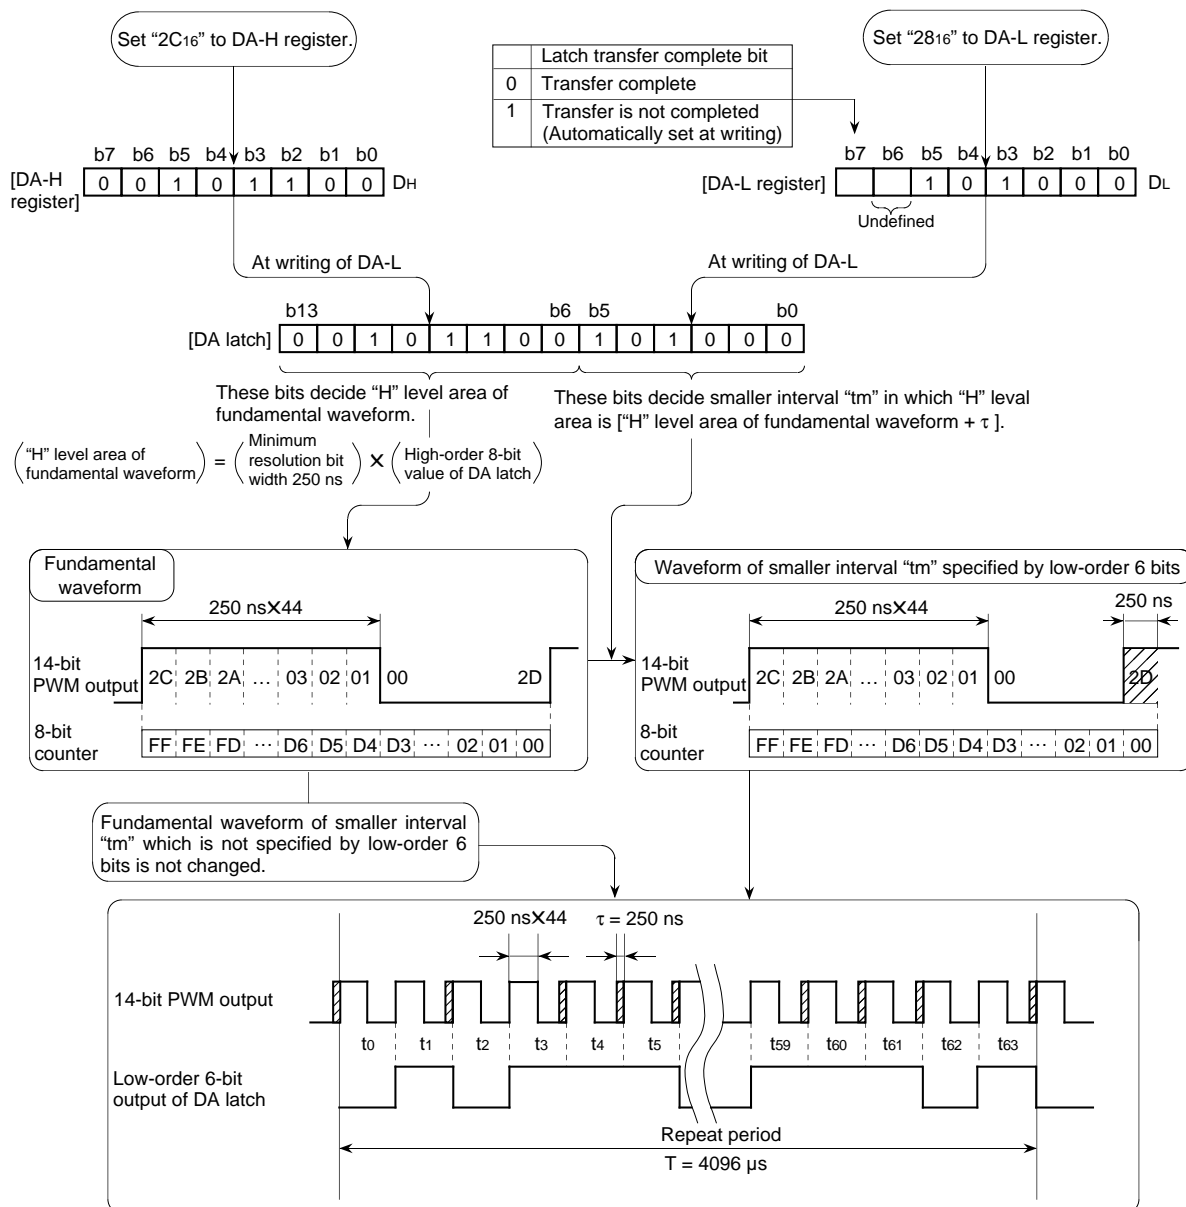 Set “2C16” to DA-H register.
Set “2816” to DA-L register.
Latch transfer complete bit
0 Transfer complete
1 Transfer is not completed
(Automatically set at writing)
b7 b6 b5 b4 b3 b2 b1 b0
[DA-H register] 0 0 1 0 1 1 0 0 DH
b7 b6 b5 b4 b3 b2 b1 b0
[DA-L register] 1 0 1 0 0 0 DL
Undefined
At writing of DA-L
At writing of DA-L
b13 b6 b5 b0
[DA latch] 0 0 1 0 1 1 0 0 1 0 1 0 0 0
These bits decide “H” level area of
fundamental waveform.
These bits decide smaller interval “tm” in which “H” leval
area is [“H” level area of fundamental waveform + τ ].
(“H” level area of fundamental waveform) = (Minimum resolution bit width 250 ns) × (High-order 8-bit value of DA latch)
Fundamental
waveform
250 ns×44
14-bit
PWM output
2C 2B 2A … 03 02 01 00 2D
8-bit
counter
FF FE FD … D6 D5 D4 D3 … 02 01 00
Waveform of smaller interval “tm” specified by low-order 6 bits
250 ns×44
250 ns
14-bit
PWM output
2C 2B 2A … 03 02 01 00 2D
8-bit
counter
FF FE FD … D6 D5 D4 D3 … 02 01 00
Fundamental waveform of smaller interval
“tm” which is not specified by low-order 6
bits is not changed.
250 ns×44 τ = 250 ns
14-bit PWM output
t0 t1 t2 t3 t4 t5 t59 t60 t61 t62 t63
Low-order 6-bit
output of DA latch
Repeat period
T = 4096 µs